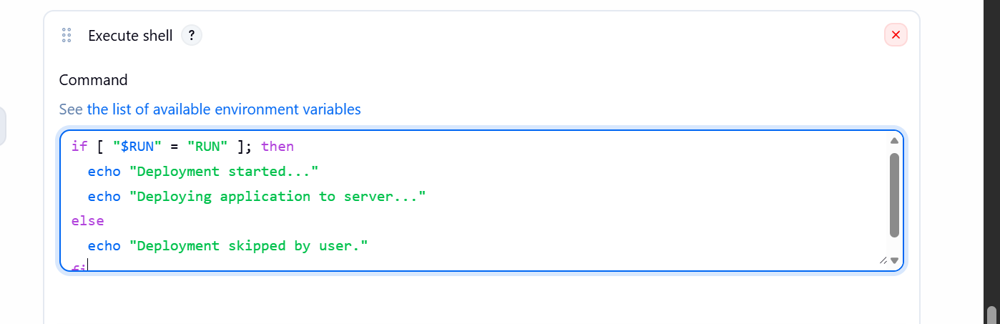 Execute shell ?
Command
See the list of available environment variables
if [ "$RUN" = "RUN" ]; then
  echo "Deployment started..."
  echo "Deploying application to server..."
else
  echo "Deployment skipped by user."
fi